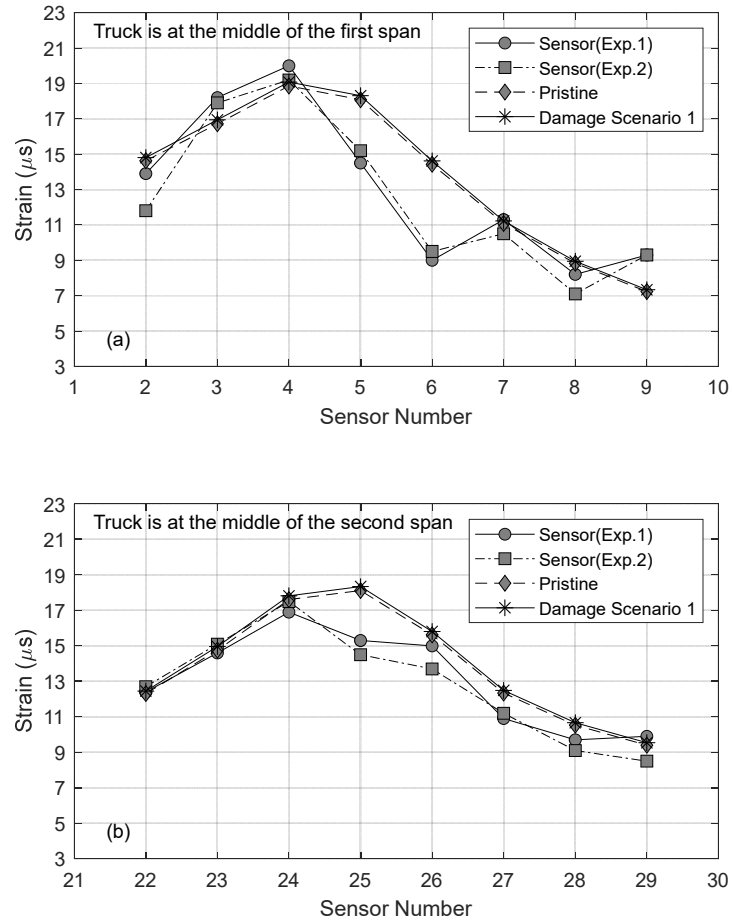 Truck is at the middle of the first span
Sensor(Exp.1)
Sensor(Exp.2)
Pristine
Damage Scenario 1
23
21
19
17
15
13
11
9
7
5
3
Strain (μs)
(a)
1 2 3 4 5 6 7 8 9 10
Sensor Number
Truck is at the middle of the second span
Sensor(Exp.1)
Sensor(Exp.2)
Pristine
Damage Scenario 1
23
21
19
17
15
13
11
9
7
5
3
Strain (μs)
(b)
21 22 23 24 25 26 27 28 29 30
Sensor Number